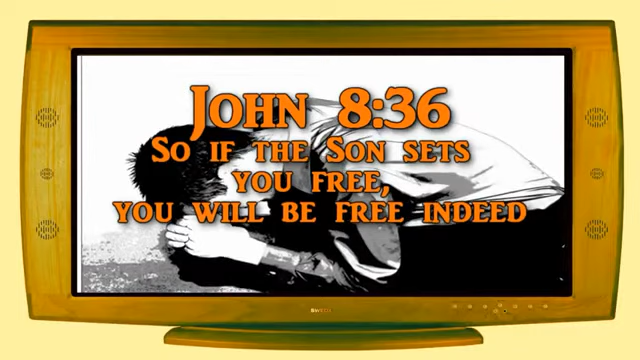 John 8:36
So if the Son sets
you free,
you will be free indeed